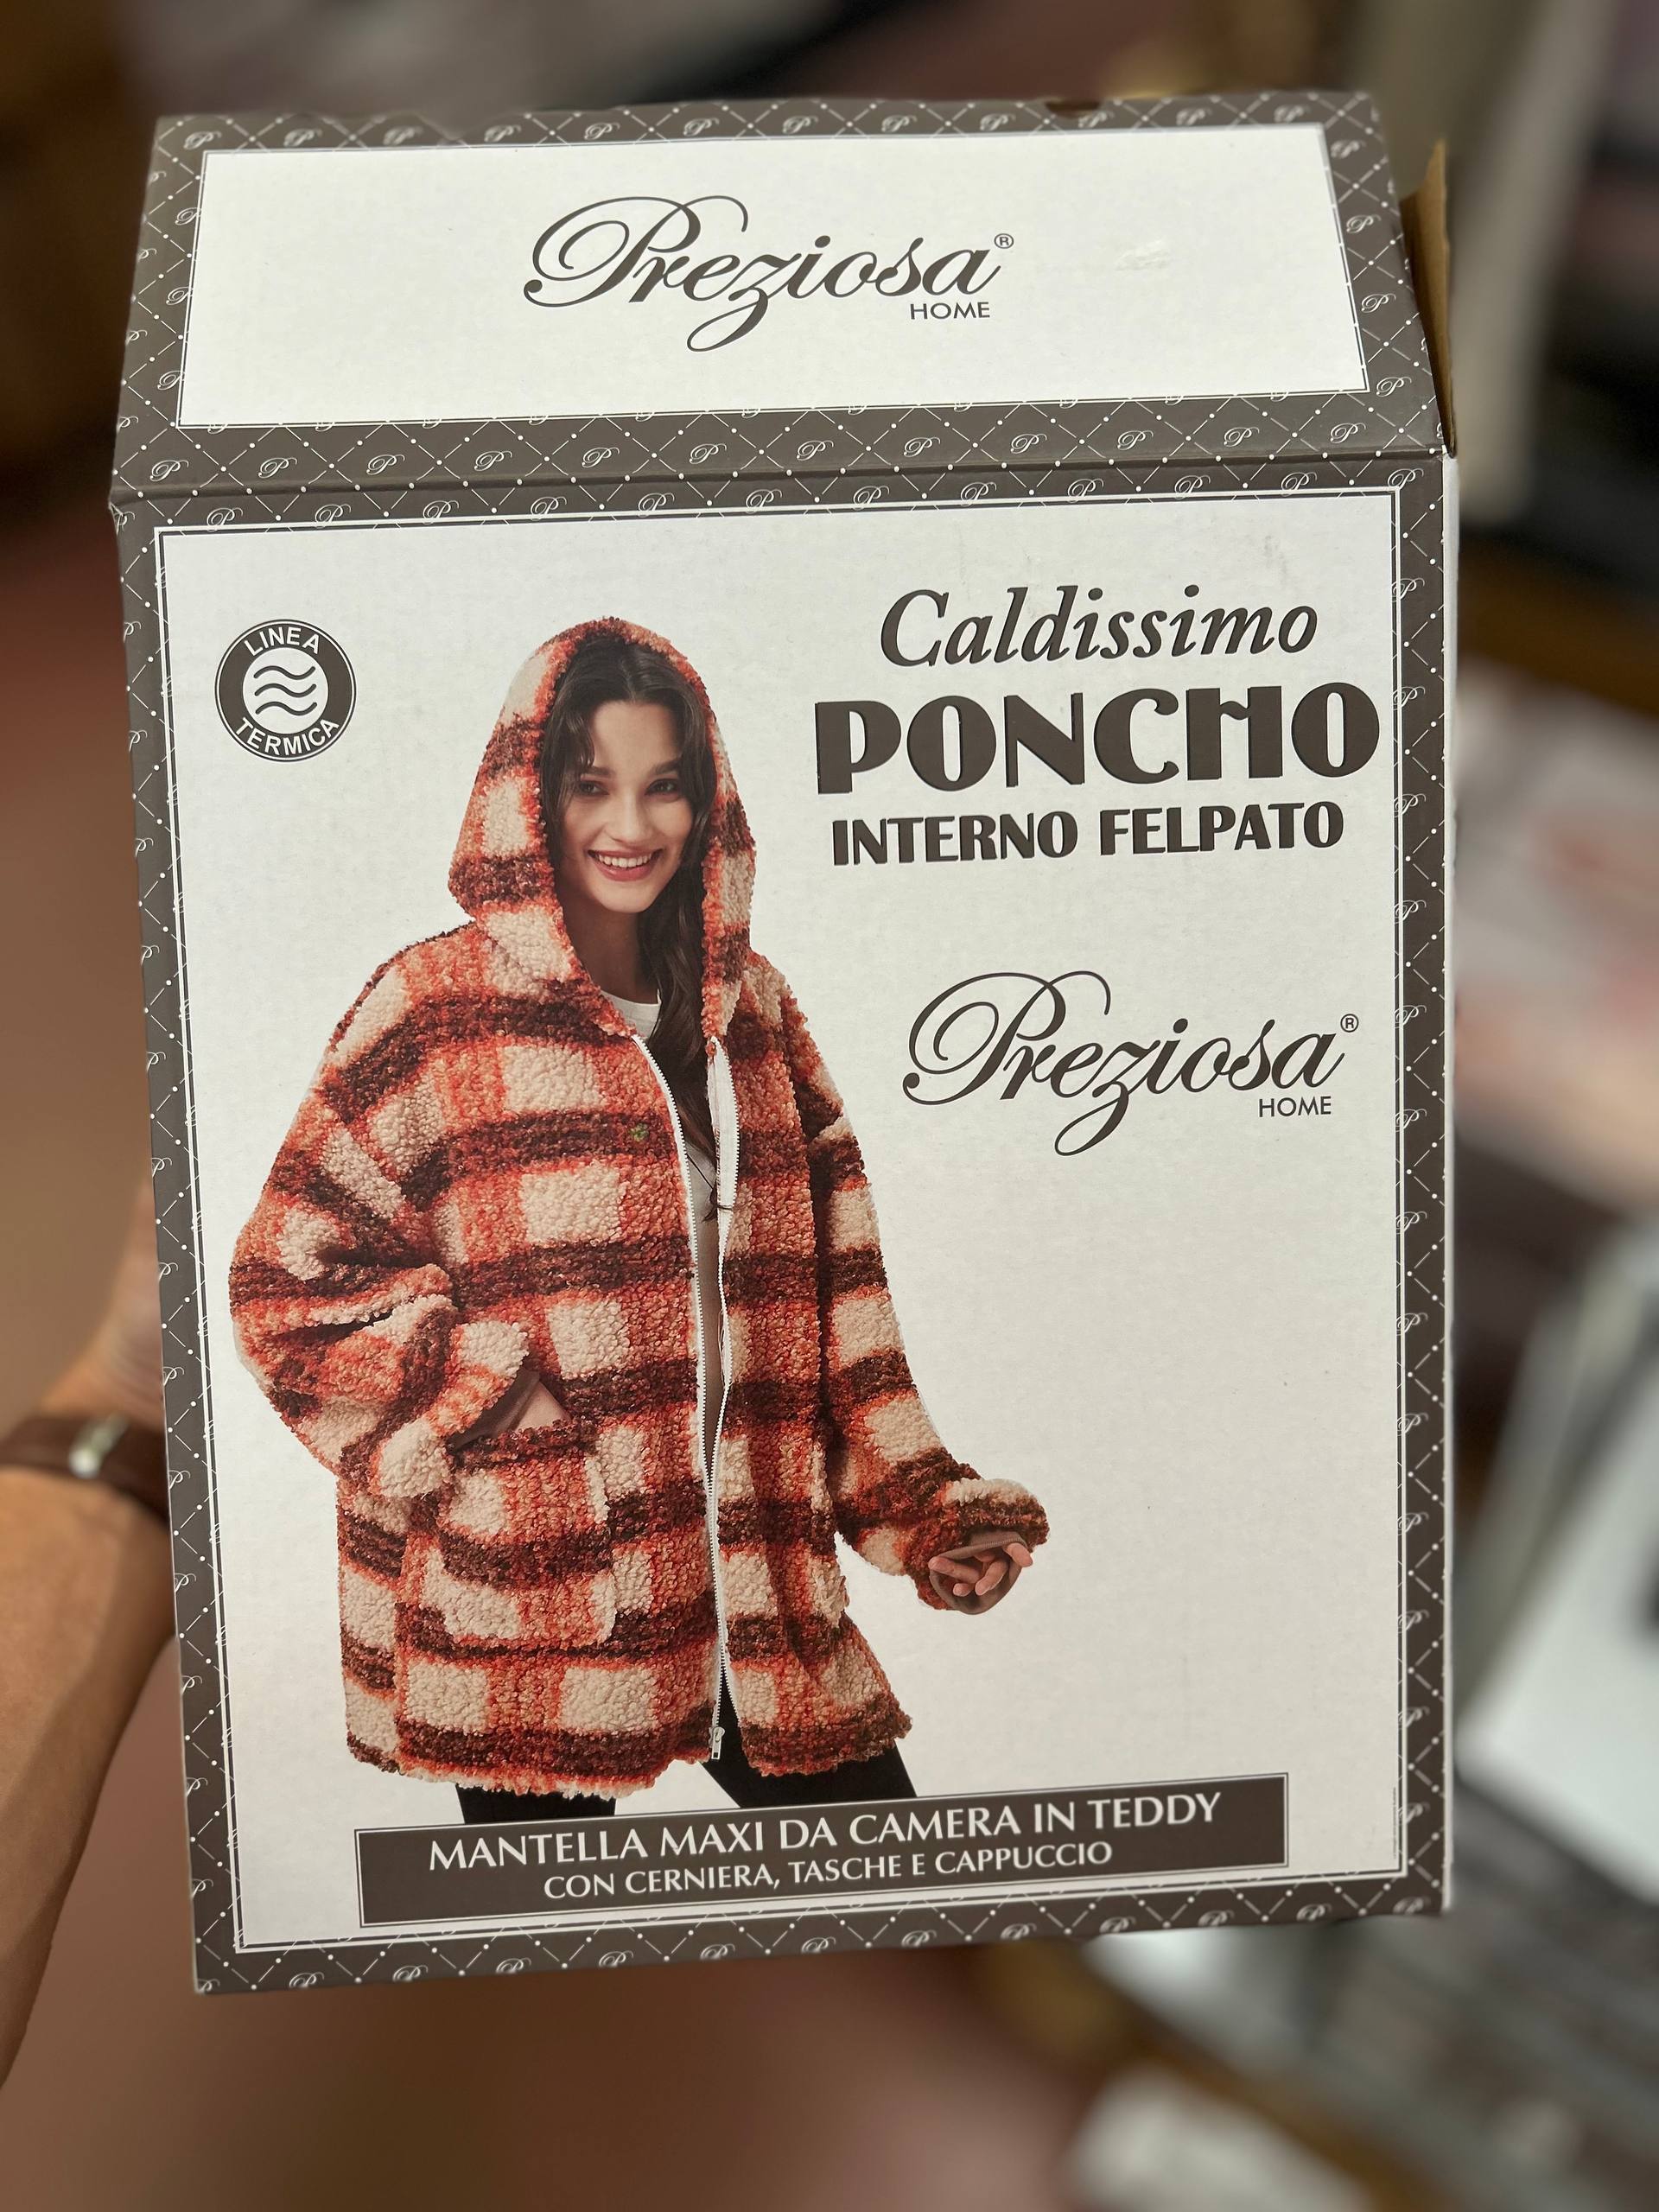 Preziosa®
HOME
LINEA
TERMICA
Caldissimo
PONCHO
INTERNO FELPATO
Preziosa®
HOME
MANTELLA MAXI DA CAMERA IN TEDDY
CON CERNIERA, TASCHE E CAPPUCCIO